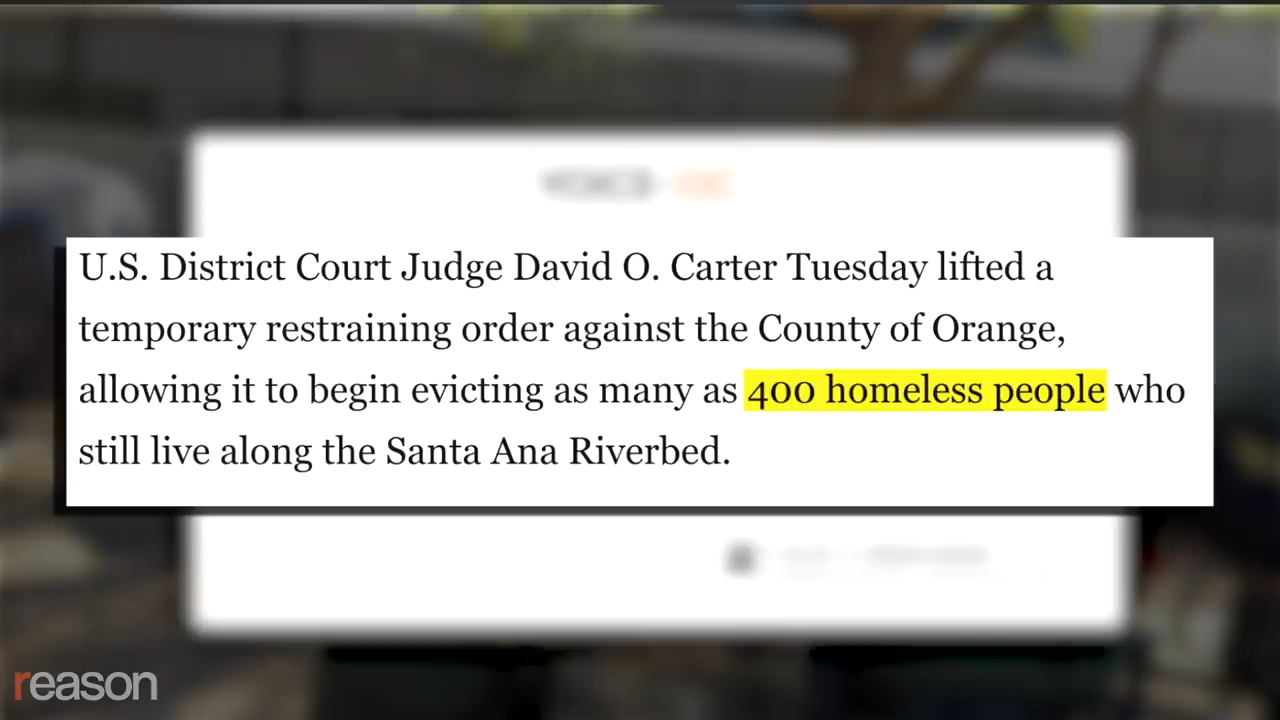 U.S. District Court Judge David O. Carter Tuesday lifted a
temporary restraining order against the County of Orange,
allowing it to begin evicting as many as 400 homeless people who
still live along the Santa Ana Riverbed.
reason